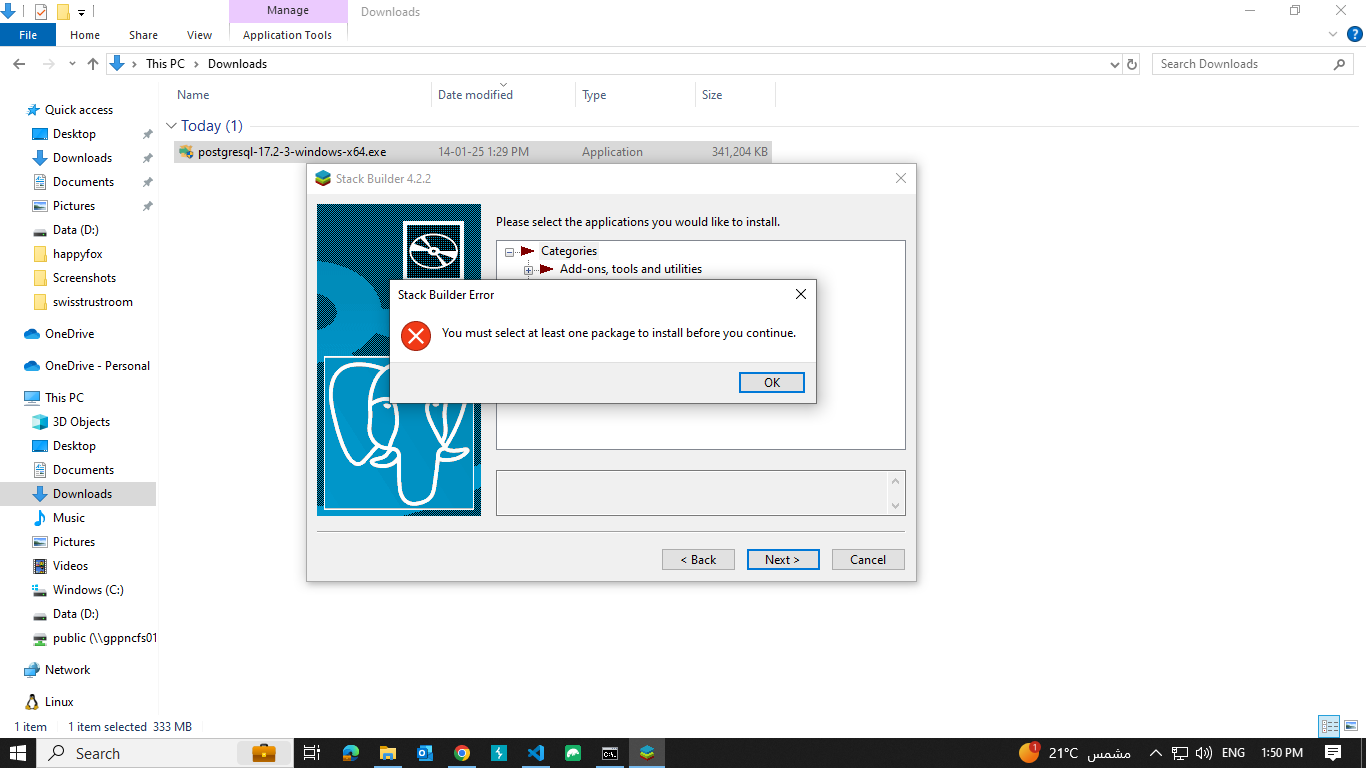 Manage
Downloads
File
Home
Share
View
Application Tools
This PC
Downloads
Search Downloads
Name
Date modified
Type
Size
Quick access
Desktop
Downloads
Documents
Pictures
Data (D:)
happyfox
Screenshots
swisstrustroom
OneDrive
OneDrive - Personal
This PC
3D Objects
Desktop
Documents
Downloads
Music
Pictures
Videos
Windows (C:)
Data (D:)
public (\\gppncfs01
Network
Linux
Today (1)
postgresql-17.2-3-windows-x64.exe
14-01-25 1:29 PM
Application
341,204 KB
Stack Builder 4.2.2
Please select the applications you would like to install.
Categories
Add-ons, tools and utilities
Stack Builder Error
You must select at least one package to install before you continue.
OK
< Back
Next >
Cancel
1 item
1 item selected 333 MB
Search
1
21°C
مشمس
ENG
1:50 PM